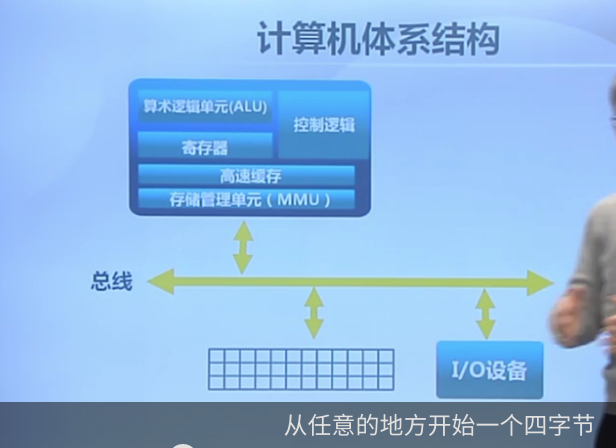 计算机体系结构
算术逻辑单元(ALU)
控制逻辑
寄存器
高速缓存
存储管理单元（MMU）
总线
I/O设备
从任意的地方开始一个四字节